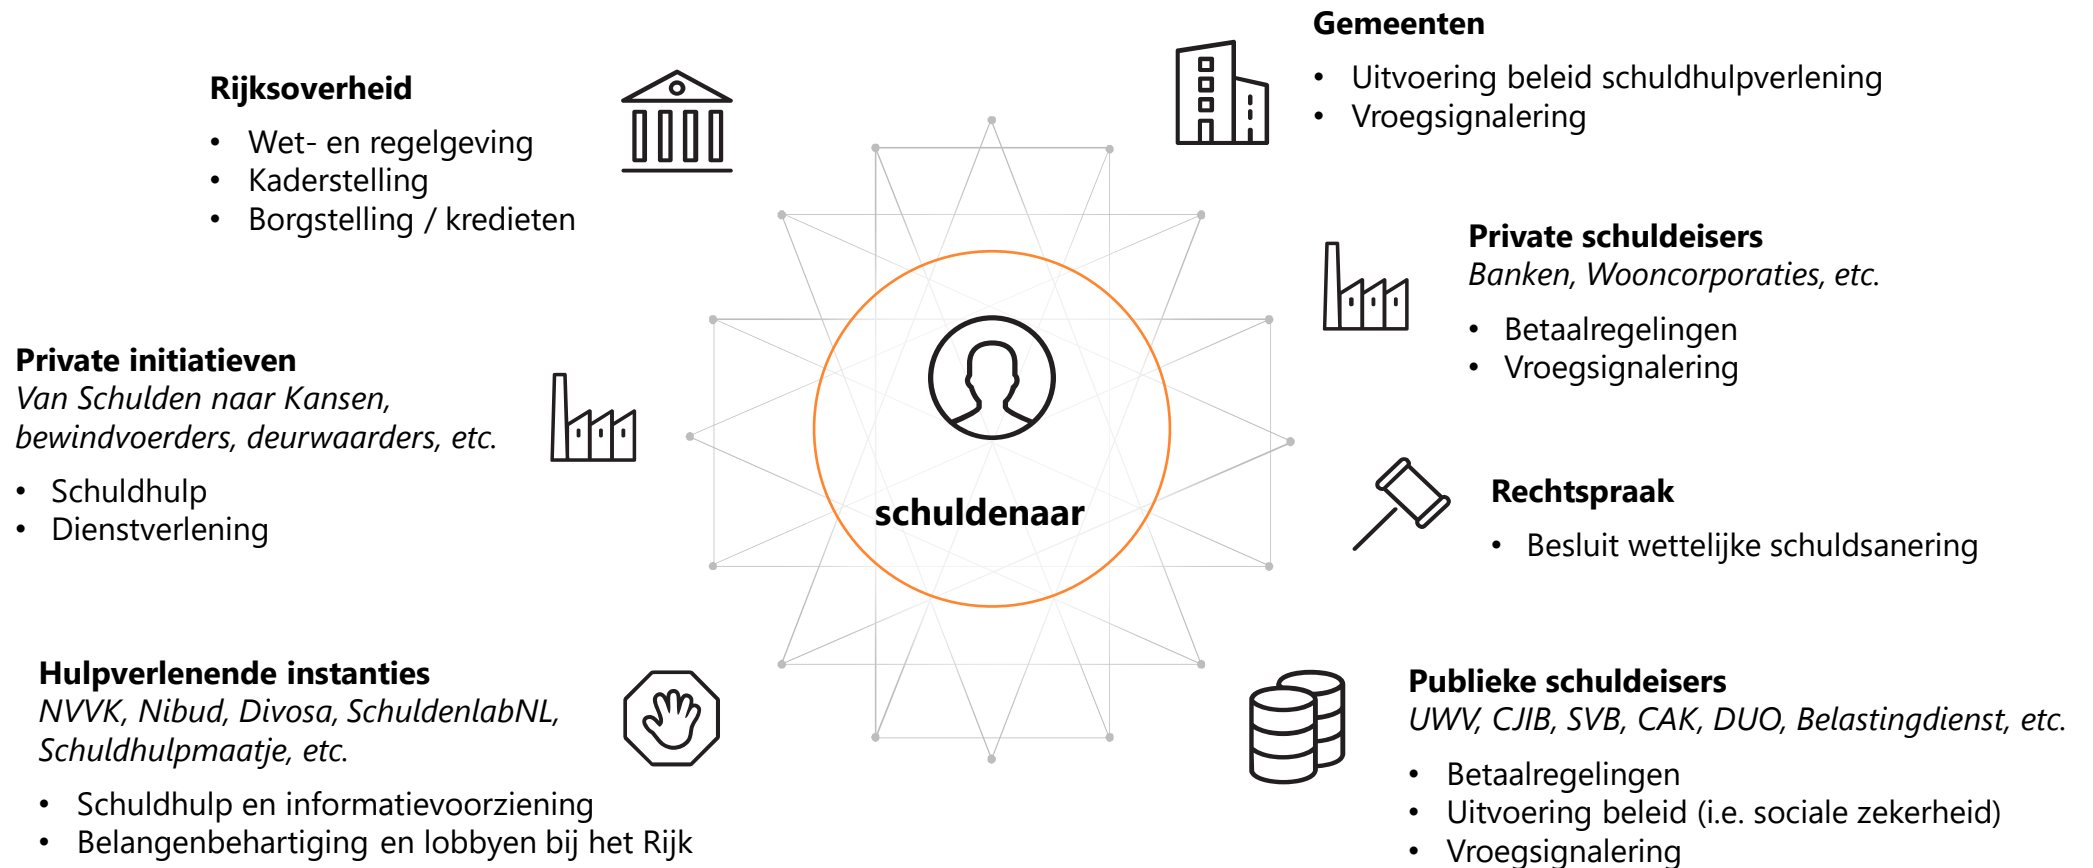 Rijksoverheid
• Wet- en regelgeving
• Kaderstelling
• Borgstelling / kredieten
Private initiatieven
Van Schulden naar Kansen,
bewindvoerders, deurwaarders, etc.
• Schuldhulp
• Dienstverlening
Hulpverlenende instanties
NVVK, Nibud, Divosa, SchuldenlabNL,
Schuldhulpmaatje, etc.
• Schuldhulp en informatievoorziening
• Belangenbehartiging en lobbyen bij het Rijk
schuldenaar
Gemeenten
• Uitvoering beleid schuldhulpverlening
• Vroegsignalering
Private schuldeisers
Banken, Wooncorporaties, etc.
• Betaalregelingen
• Vroegsignalering
Rechtspraak
• Besluit wettelijke schuldsanering
Publieke schuldeisers
UWV, CJIB, SVB, CAK, DUO, Belastingdienst, etc.
• Betaalregelingen
• Uitvoering beleid (i.e. sociale zekerheid)
• Vroegsignalering